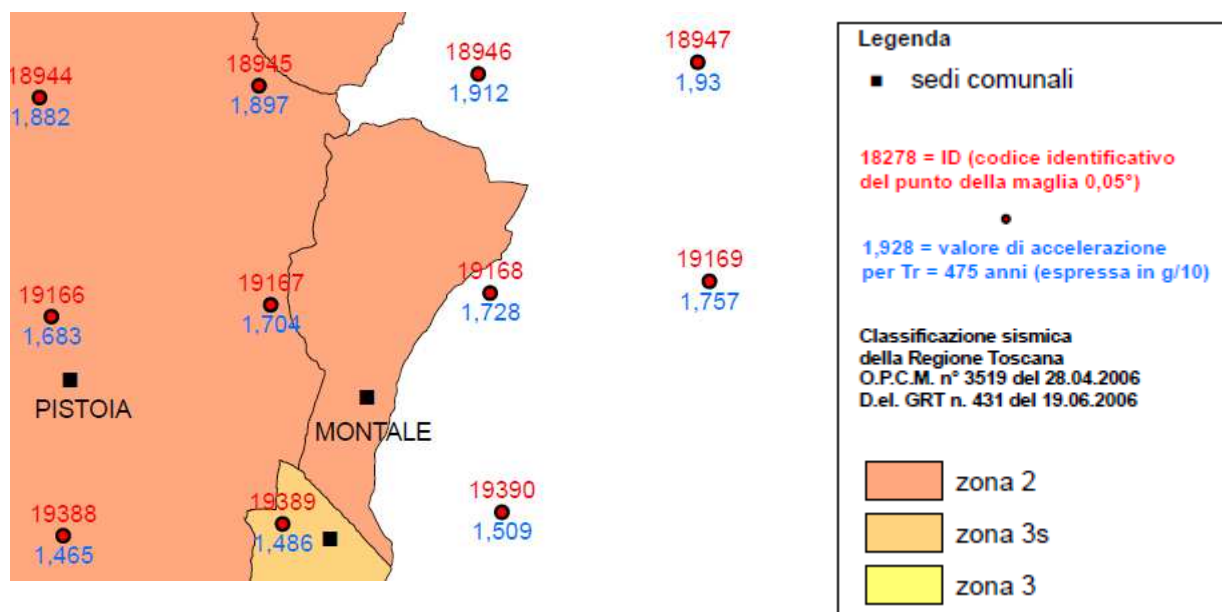 18944
1,882
18945
1,897
18946
1,912
18947
1,93
19166
1,683
19167
1,704
19168
1,728
19169
1,757
PISTOIA
MONTALE
19388
1,465
19389
1,486
19390
1,509
Legenda
sedi comunali
18278 = ID (codice identificativo
del punto della maglia 0,05°)
1,928 = valore di accelerazione
per Tr = 475 anni (espressa in g/10)
Classificazione sismica
della Regione Toscana
O.P.C.M. n° 3519 del 28.04.2006
D.el. GRT n. 431 del 19.06.2006
zona 2
zona 3s
zona 3